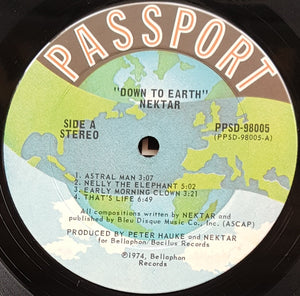 PASSPORT
"DOWN TO EARTH"
NEKTAR
SIDE A
STEREO
PPSD-98005
(PPSD-98005-A)
1. ASTRAL MAN 3:07
2. NELLY THE ELEPHANT 5:02
3. EARLY MORNING CLOWN 3:21
4. THAT'S LIFE 6:49
All compositions written by NEKTAR and
published by Bleu Disque Music Co., Inc. (ASCAP)
PRODUCED BY PETER HAUKE and NEKTAR
for Bellophon/Bacilus Records
℗1974, Bellophon
Records